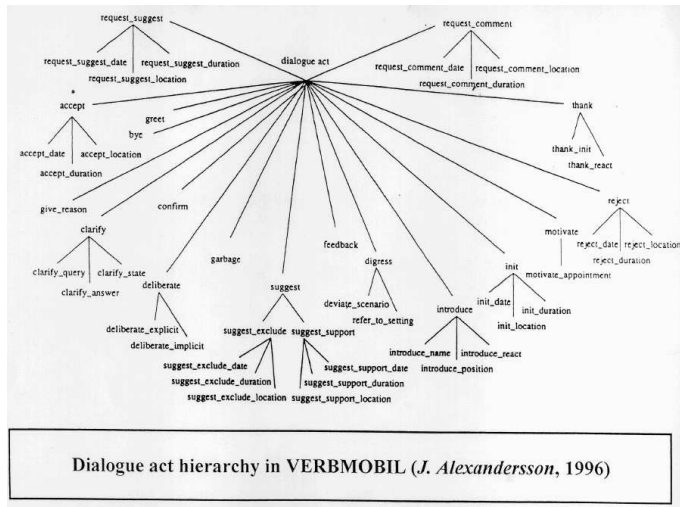 request_suggest
request_comment
request_suggest_date
request_suggest_duration
request_suggest_location
dialogue act
request_comment_date
request_comment_location
request_comment_duration
accept
greet
thank
bye
accept_date
accept_location
accept_duration
thank_init
thank_react
give_reason
confirm
reject
clarify
motivate
reject_date
reject_location
reject_duration
garbage
feedback
digress
init
motivate_appointment
clarify_query
clarify_state
clarify_answer
deliberate
suggest
deviate_scenario
refer_to_setting
introduce
init_date
init_duration
init_location
deliberate_explicit
deliberate_implicit
suggest_exclude
suggest_support
introduce_name
introduce_react
introduce_position
suggest_exclude_date
suggest_support_date
suggest_exclude_duration
suggest_support_duration
suggest_exclude_location
suggest_support_location
Dialogue act hierarchy in VERBMOBIL (J. Alexandersson, 1996)